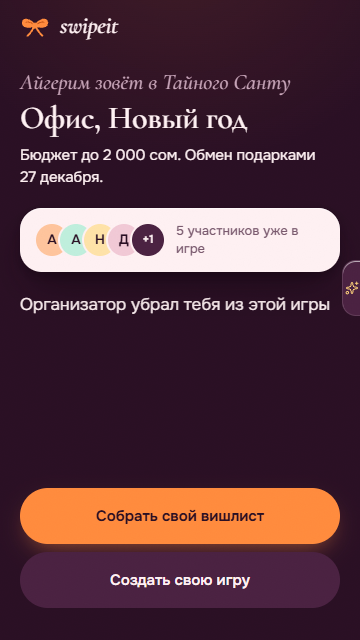 swipeit
Айгерим зовёт в Тайного Санту
Офис, Новый год
Бюджет до 2 000 сом. Обмен подарками
27 декабря.
А А Н Д +1
5 участников уже в
игре
Организатор убрал тебя из этой игры
Собрать свой вишлист
Создать свою игру